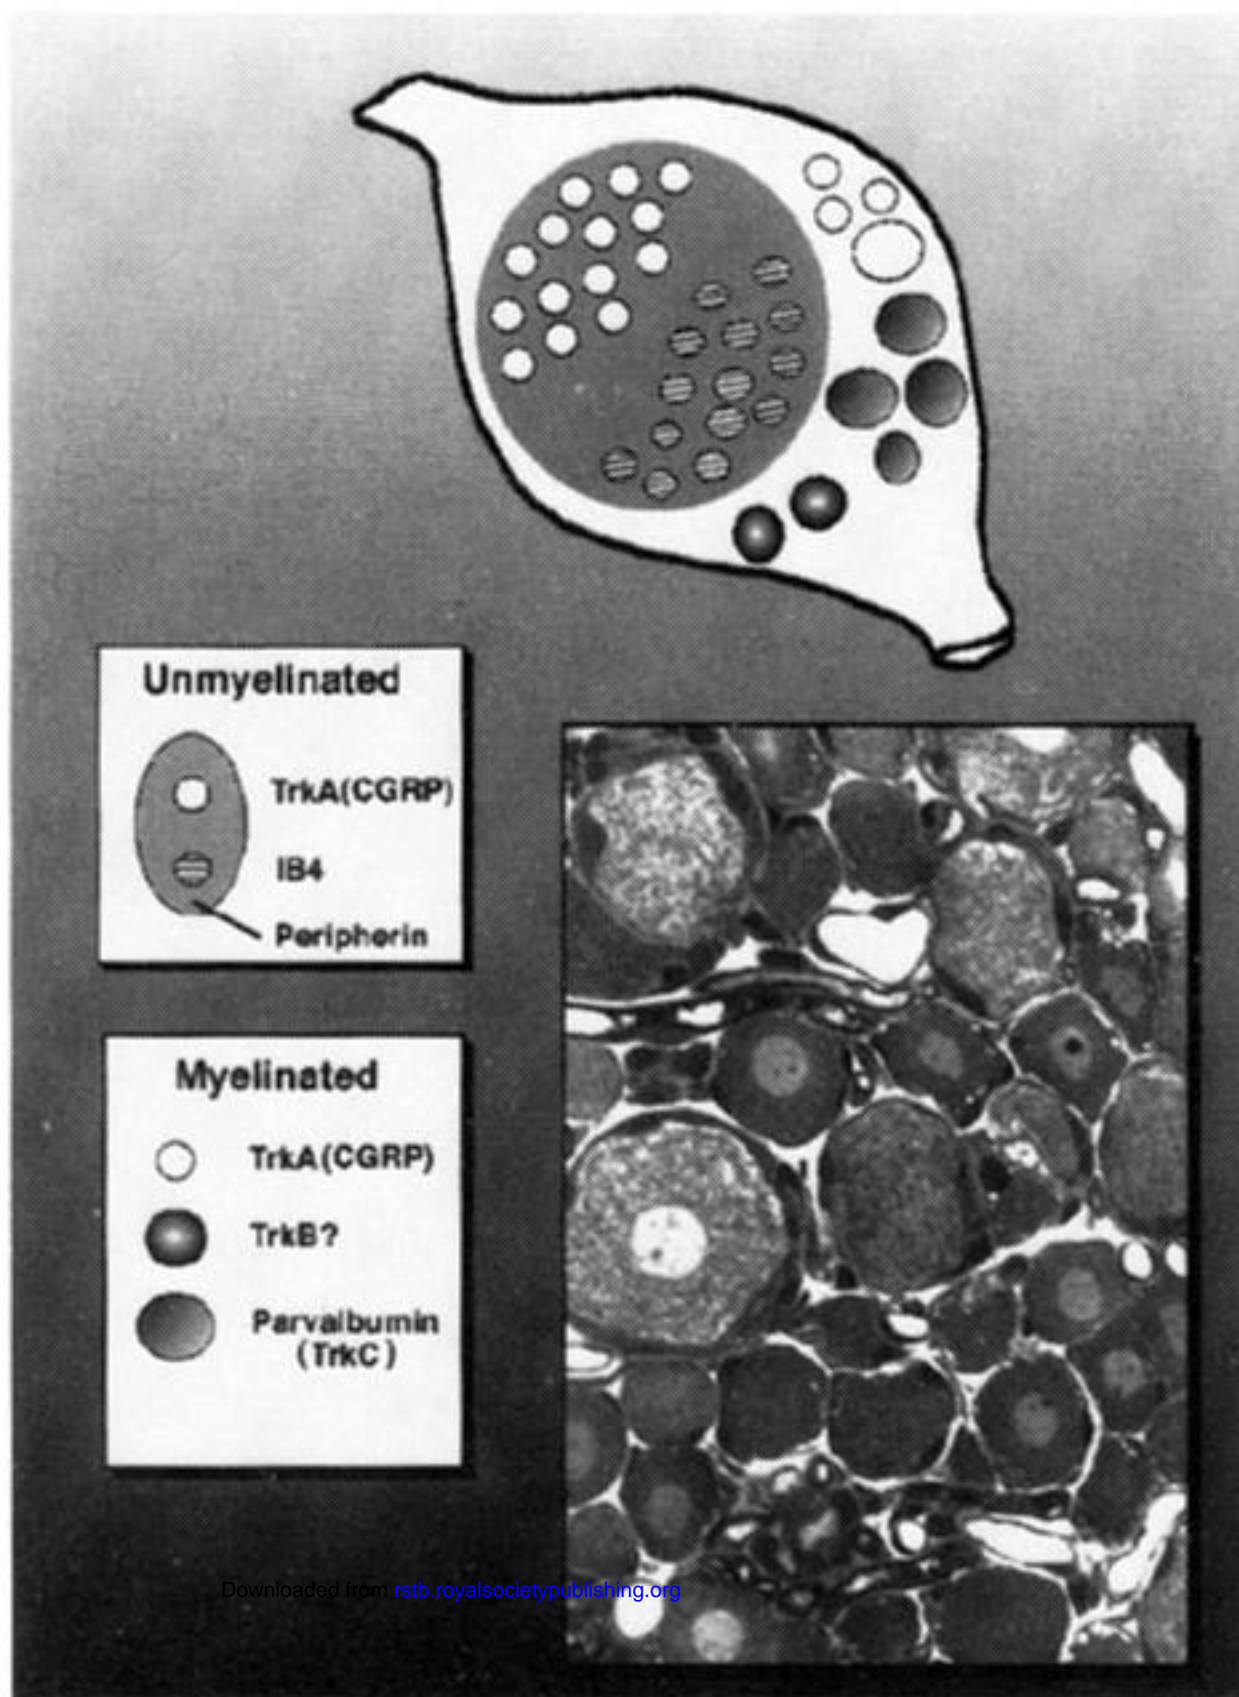 Unmyelinated
TrkA(CGRP)
IB4
Peripherin
Myelinated
TrkA(CGRP)
TrkB?
Parvalbumin
(TrkC)
Downloaded from rstb.royalsocietypublishing.org